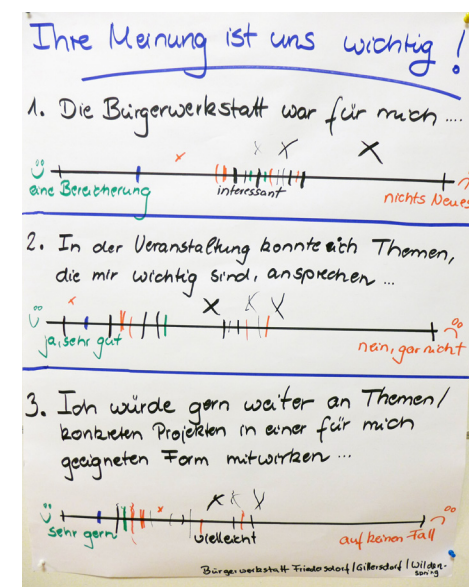 Ihre Meinung ist uns wichtig!
1. Die Bürgerwerkstatt war für mich ....
eine Bereicherung interessant nichts Neues
2. In der Veranstaltung konnte ich Themen,
die mir wichtig sind, ansprechen ...
ja, sehr gut nein, gar nicht
3. Ich würde gern weiter an Themen/
konkreten Projekten in einer für mich
geeigneten Form mitwirken ...
sehr gern vielleicht auf keinen Fall
Bürgerwerkstatt Friedersdorf/Gillersdorf/Willden-
spring